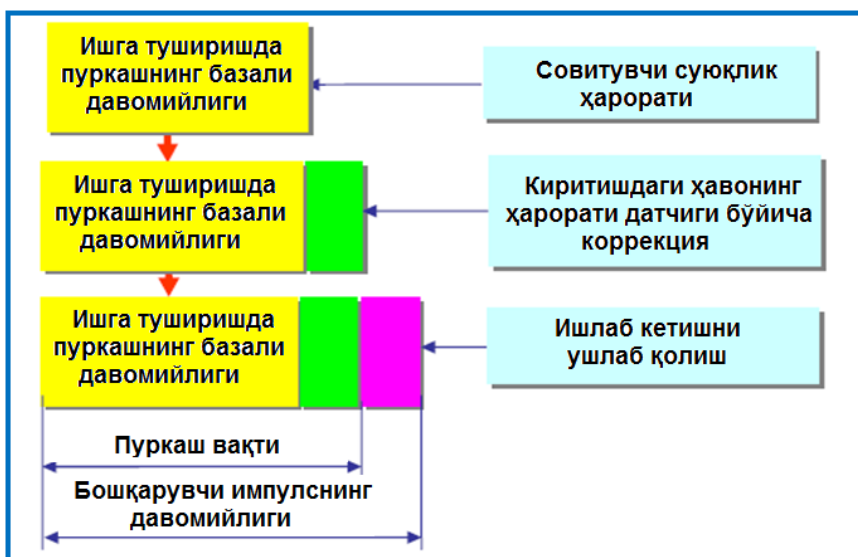 Ишга туширишда
пуркашнинг базали
давомийлиги
Совитувчи суюқлик
ҳарорати
Ишга туширишда
пуркашнинг базали
давомийлиги
Киритишдаги ҳавонинг
ҳарорати датчиги бўйича
коррекция
Ишга туширишда
пуркашнинг базали
давомийлиги
Ишлаб кетишни
ушлаб қолиш
Пуркаш вақти
Бошқарувчи импулснинг
давомийлиги